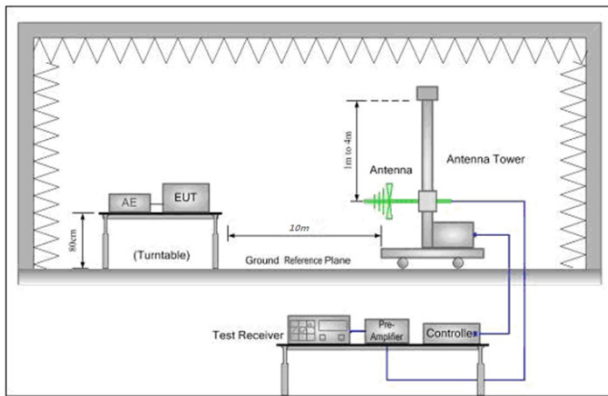 1m to 4m
Antenna
Antenna Tower
AE
EUT
80cm
(Turntable)
10m
Ground Reference Plane
Test Receiver
Pre-
Amplifier
Controller